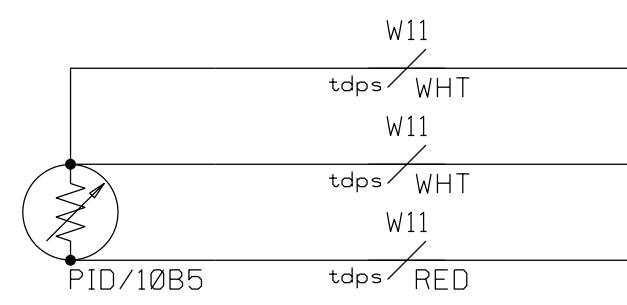 W11
tdps WHT
W11
tdps WHT
W11
tdps RED
PID/10B5